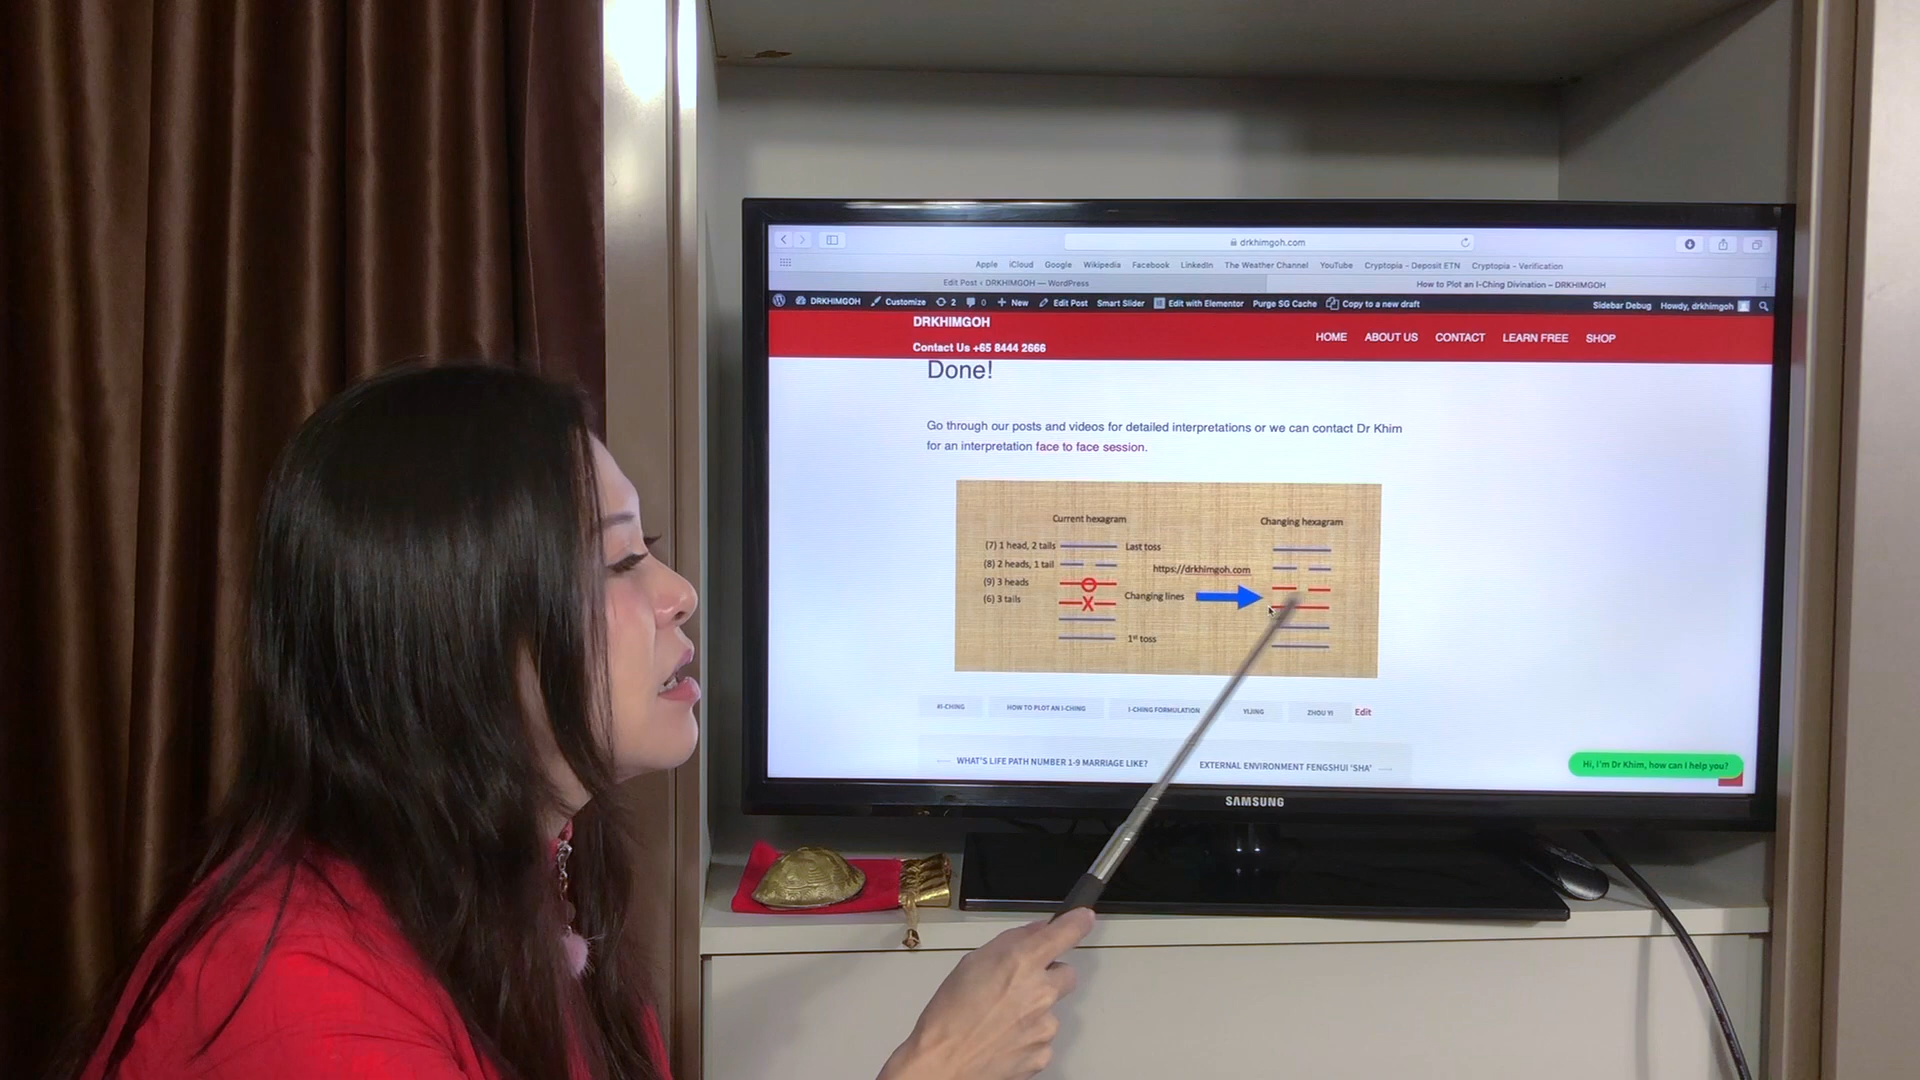 drkhimgoh.com
Apple iCloud Google Wikipedia Facebook LinkedIn The Weather Channel YouTube Cryptopia - Deposit ETN Cryptopia - Verification
Edit Post ‹ DRKHIMGOH — WordPress
How to Plot an I-Ching Divination – DRKHIMGOH
DRKHIMGOH Customize 2 0 New Edit Post Smart Slider Edit with Elementor Purge SG Cache Copy to a new draft Sidebar Debug Howdy, drkhimgoh
DRKHIMGOH
Contact Us +65 8444 2666
HOME ABOUT US CONTACT LEARN FREE SHOP
Done!
Go through our posts and videos for detailed interpretations or we can contact Dr Khim
for an interpretation face to face session.
Current hexagram
Changing hexagram
(7) 1 head, 2 tails
Last toss
(8) 2 heads, 1 tail
https://drkhimgoh.com
(9) 3 heads
(6) 3 tails
Changing lines
1st toss
HOW TO PLOT AN I-CHING I-CHING FORMULATION YIJING ZHOU YI Edit
WHAT'S LIFE PATH NUMBER 1-9 MARRIAGE LIKE?
EXTERNAL ENVIRONMENT FENGSHUI 'SHA'
Hi, I'm Dr Khim, how can I help you?
SAMSUNG